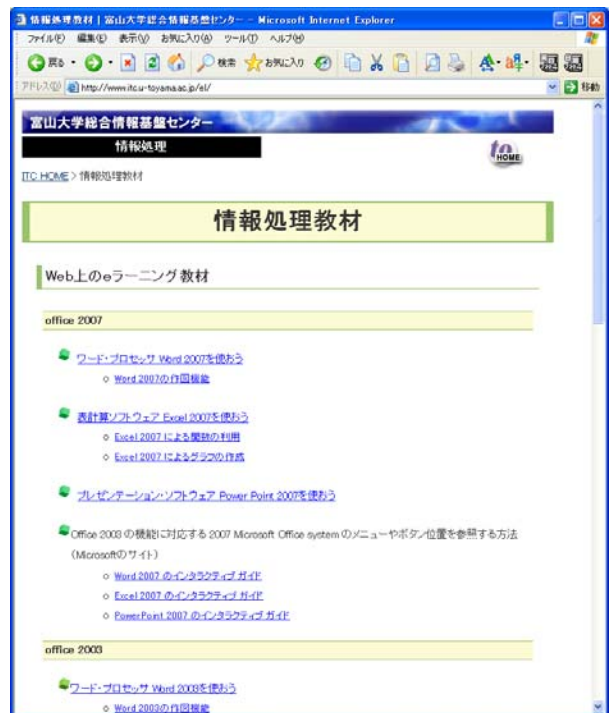 情報処理教材 | 富山大学総合情報基盤センター - Microsoft Internet Explorer
ファイル(F) 編集(E) 表示(V) お気に入り(A) ツール(T) ヘルプ(H)
戻る 検索 お気に入り
アドレス(D) http://www.itc.u-toyama.ac.jp/el/ 移動
富山大学総合情報基盤センター
情報処理
HOME
ITC HOME > 情報処理教材
情報処理教材
Web上のeラーニング教材
office 2007
ワード・プロセッサ Word 2007を使おう
Word 2007の作図機能
表計算ソフトウェア Excel 2007を使おう
Excel 2007 による関数の利用
Excel 2007 によるグラフの作成
プレゼンテーション・ソフトウェア Power Point 2007を使おう
Office 2003 の機能に対応する 2007 Microsoft Office system のメニューやボタン位置を参照する方法
(Microsoftのサイト)
Word 2007 のインタラクティブ ガイド
Excel 2007 のインタラクティブ ガイド
PowerPoint 2007 のインタラクティブ ガイド
office 2003
ワード・プロセッサ Word 2003を使おう
Word 2003の作図機能